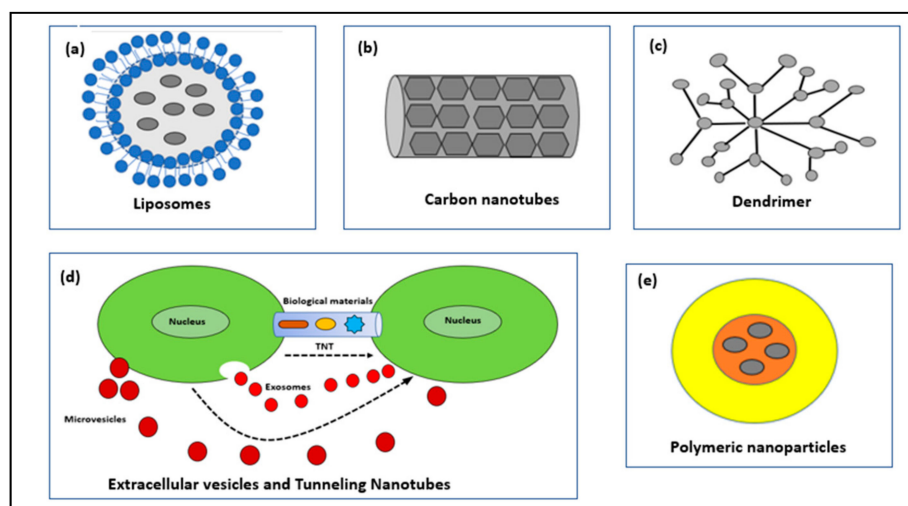 (a)
Liposomes
(b)
Carbon nanotubes
(c)
Dendrimer
(d)
Biological materials
Nucleus
Nucleus
TNT
Exosomes
Microvesicles
Extracellular vesicles and Tunneling Nanotubes
(e)
Polymeric nanoparticles